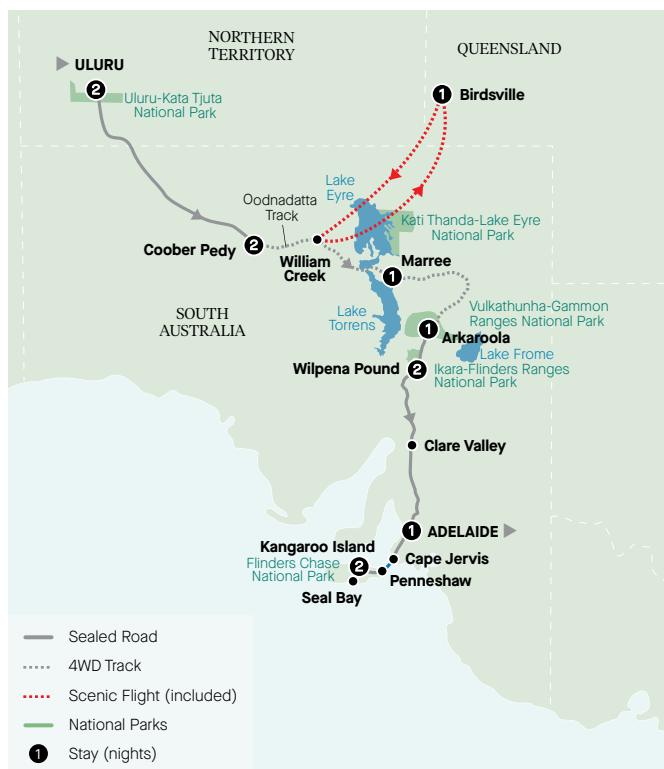 NORTHERN
TERRITORY
QUEENSLAND
ULURU
2
Uluru-Kata Tjuta
National Park
1
Birdsville
Lake
Eyre
Oodnadatta
Track
Kati Thanda-Lake Eyre
National Park
Coober Pedy
2
William
Creek
Marree
1
SOUTH
AUSTRALIA
Lake
Torrens
Vulkathunha-Gammon
Ranges National Park
1
Arkaroola
Lake Frome
Wilpena Pound
2
Ikara-Flinders Ranges
National Park
Clare Valley
1
ADELAIDE
Kangaroo Island
2
Flinders Chase
National Park
Cape Jervis
Penneshaw
Seal Bay
Sealed Road
4WD Track
Scenic Flight (included)
National Parks
1 Stay (nights)